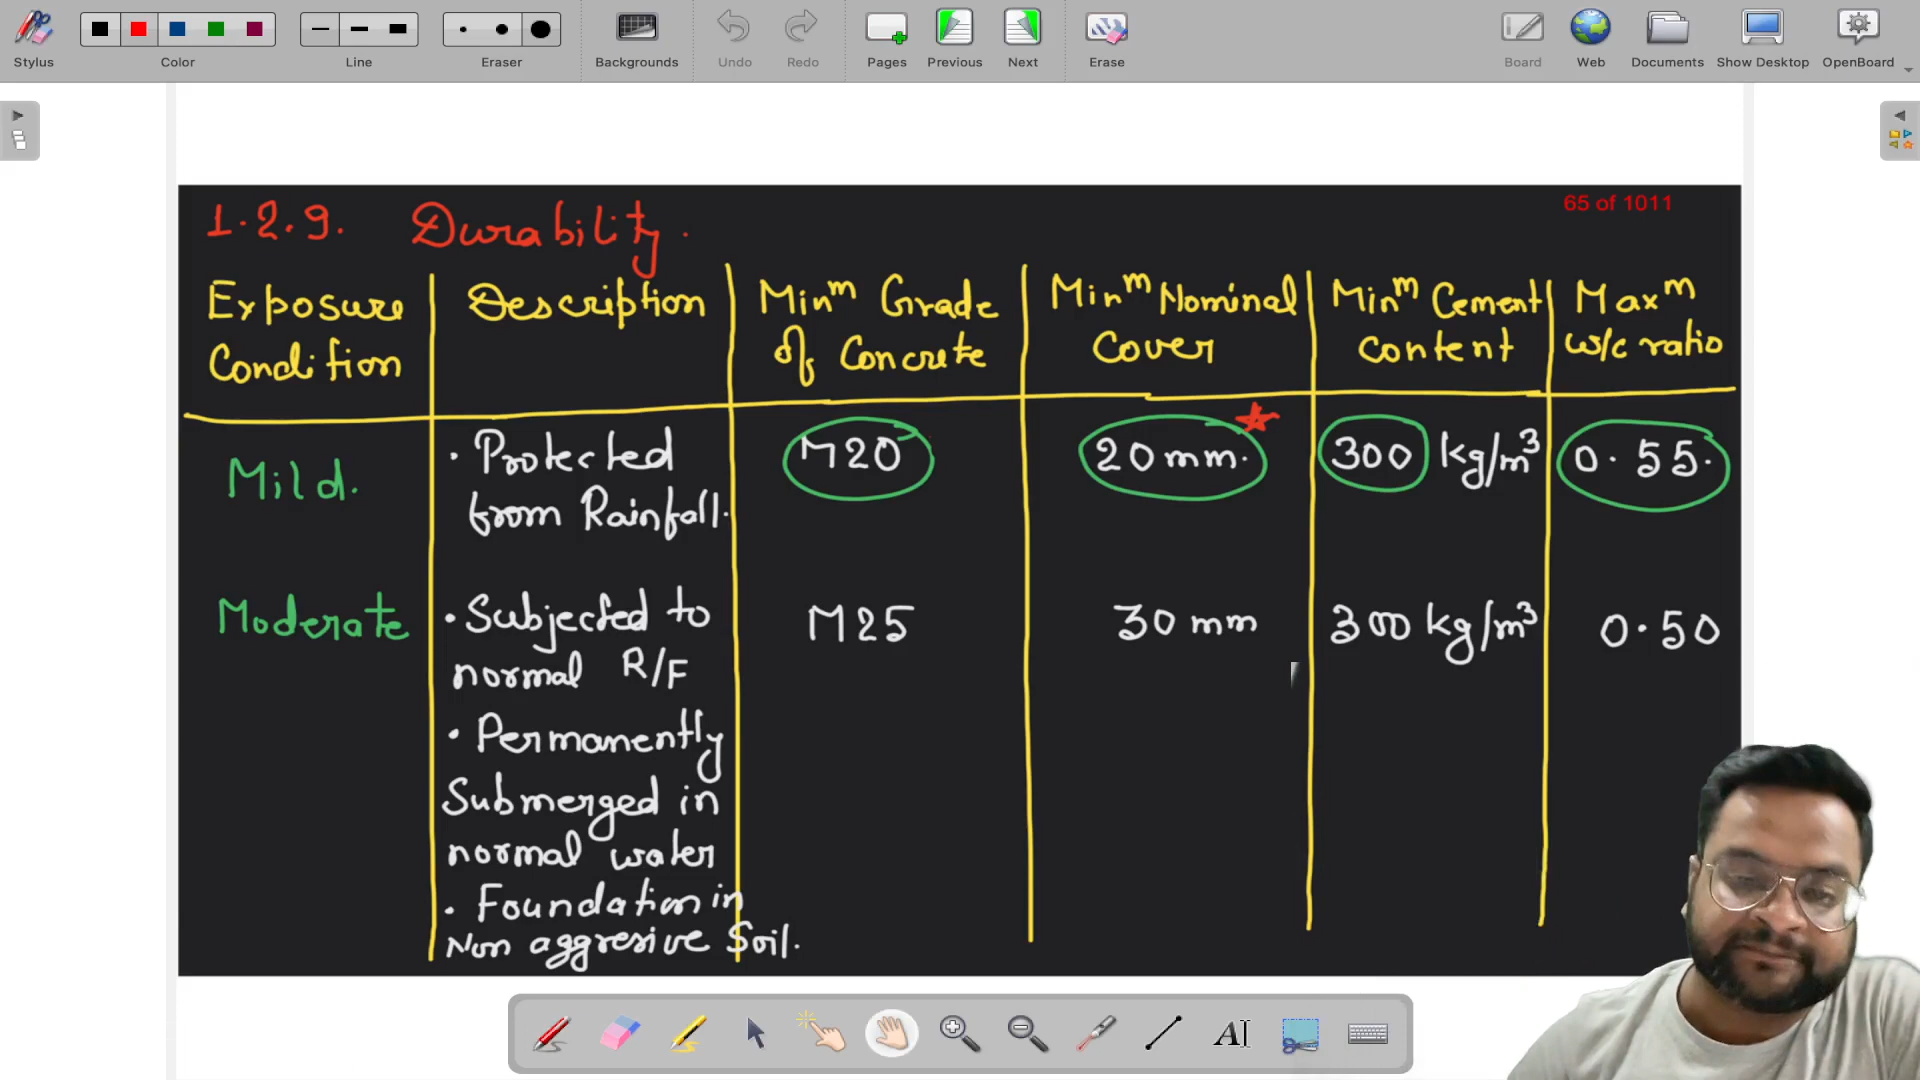 Stylus
Color
Line
Eraser
Backgrounds
Undo
Redo
Pages
Previous
Next
Erase
Board
Web
Documents
Show Desktop
OpenBoard
65 of 1011
1.2.9. Durability.
Exposure Condition
Description
Minᵐ Grade of Concrete
Minᵐ Nominal Cover
Minᵐ Cement content
Maxᵐ w/c ratio
Mild.
• Protected
from Rainfall.
M20
20mm.
300 kg/m³
0.55.
Moderate
• Subjected to
normal R/F
• Permanently
Submerged in
normal water
• Foundation in
Non aggresive Soil.
M25
30 mm
300 kg/m³
0.50
AI